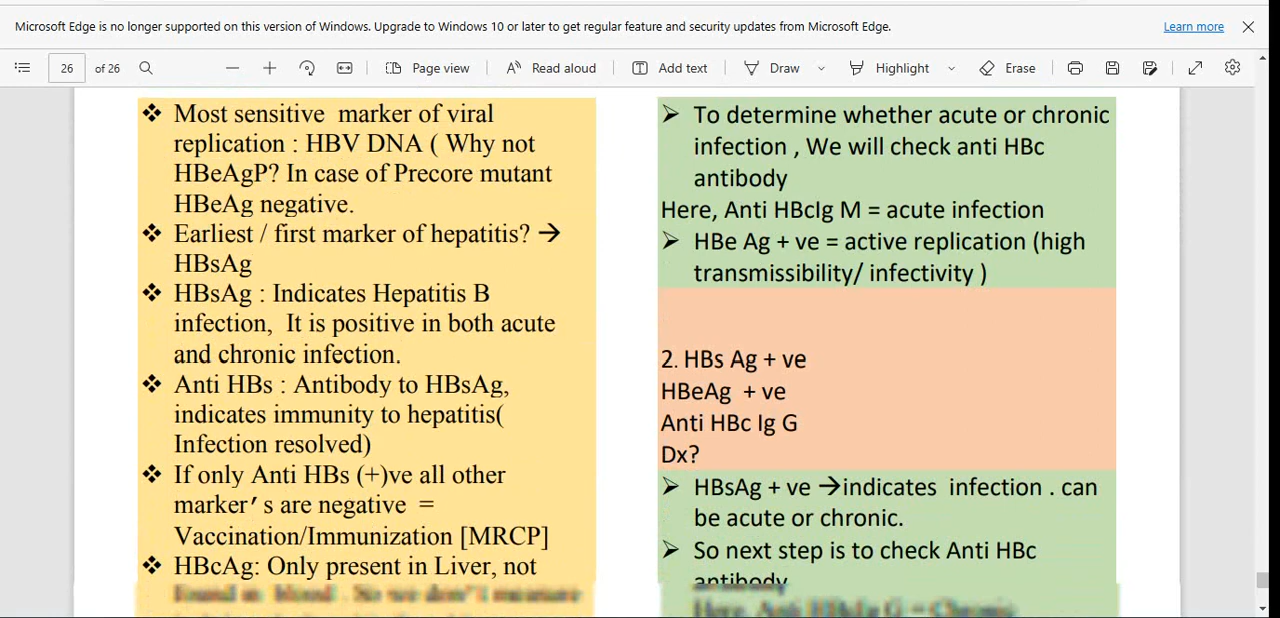 Microsoft Edge is no longer supported on this version of Windows. Upgrade to Windows 10 or later to get regular feature and security updates from Microsoft Edge.
Learn more
26 of 26
Page view
Read aloud
Add text
Draw
Highlight
Erase
❖ Most sensitive marker of viral
replication : HBV DNA ( Why not
HBeAgP? In case of Precore mutant
HBeAg negative.
❖ Earliest / first marker of hepatitis? →
HBsAg
❖ HBsAg : Indicates Hepatitis B
infection, It is positive in both acute
and chronic infection.
❖ Anti HBs : Antibody to HBsAg,
indicates immunity to hepatitis(
Infection resolved)
❖ If only Anti HBs (+)ve all other
marker’s are negative =
Vaccination/Immunization [MRCP]
❖ HBcAg: Only present in Liver, not
➢ To determine whether acute or chronic
infection , We will check anti HBc
antibody
Here, Anti HBcIg M = acute infection
➢ HBe Ag + ve = active replication (high
transmissibility/ infectivity )
2. HBs Ag + ve
HBeAg + ve
Anti HBc Ig G
Dx?
➢ HBsAg + ve →indicates infection . can
be acute or chronic.
➢ So next step is to check Anti HBc
antibody